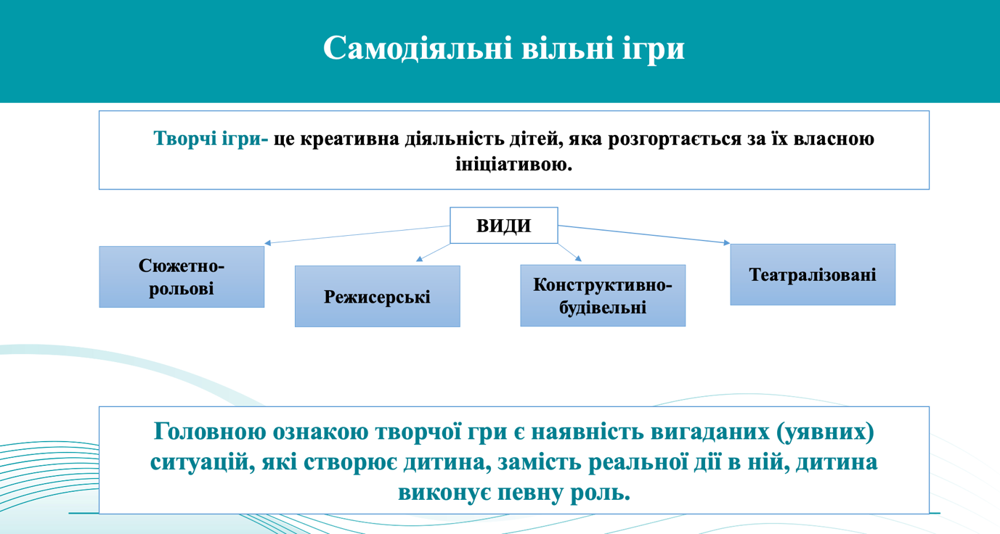 Самодіяльні вільні ігри
Творчі ігри- це креативна діяльність дітей, яка розгортається за їх власною
ініціативою.
ВИДИ
Сюжетно-
рольові
Режисерські
Конструктивно-
будівельні
Театралізовані
Головною ознакою творчої гри є наявність вигаданих (уявних)
ситуацій, які створює дитина, замість реальної дії в ній, дитина
виконує певну роль.